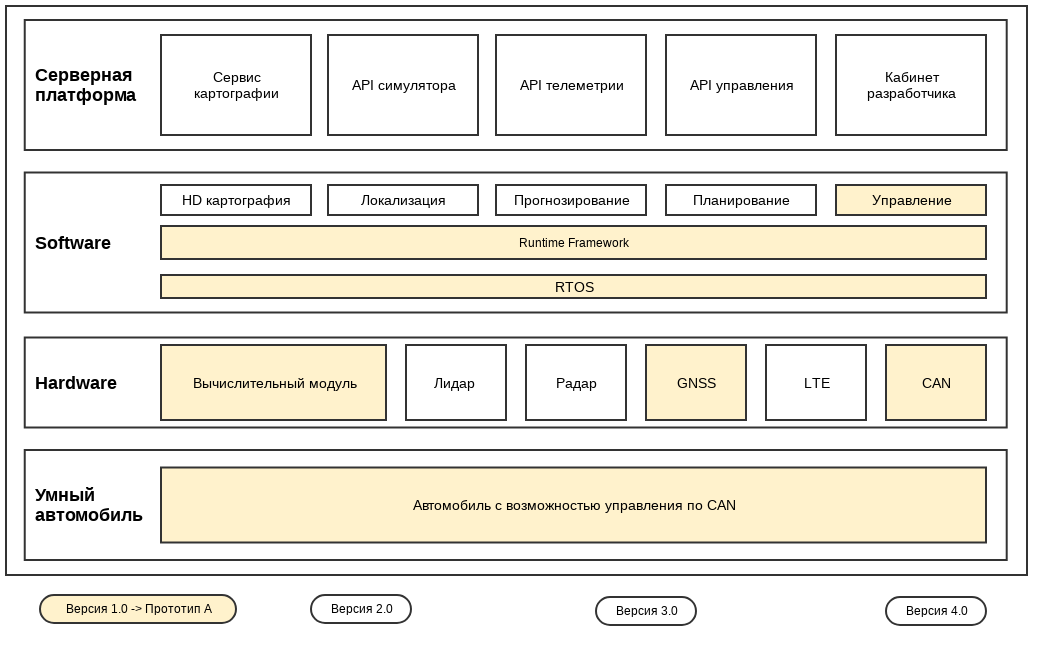 Серверная
платформа
Сервис
картографии
API симулятора
API телеметрии
API управления
Кабинет
разработчика
Software
HD картография
Локализация
Прогнозирование
Планирование
Управление
Runtime Framework
RTOS
Hardware
Вычислительный модуль
Лидар
Радар
GNSS
LTE
CAN
Умный
автомобиль
Автомобиль с возможностью управления по CAN
Версия 1.0 -> Прототип А
Версия 2.0
Версия 3.0
Версия 4.0